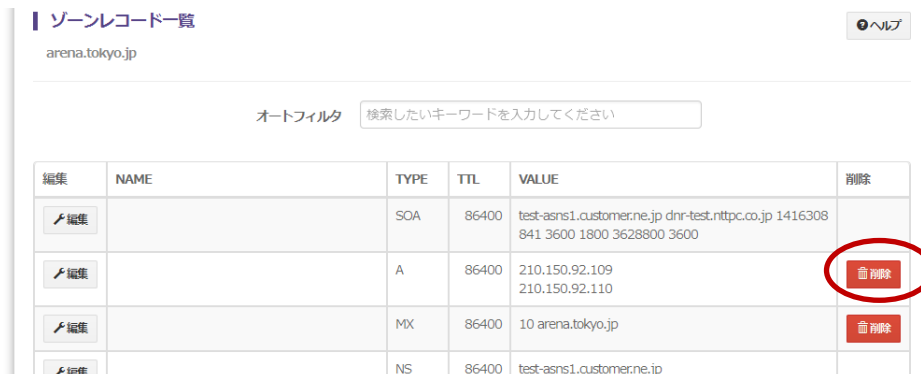 ゾーンレコード一覧
❷ヘルプ
arena.tokyo.jp
オートフィルタ 検索したいキーワードを入力してください
編集 NAME TYPE TTL VALUE 削除
編集 SOA 86400 test-asns1.customer.ne.jp dnr-test.nttpc.co.jp 1416308
841 3600 1800 3628800 3600
編集 A 86400 210.150.92.109 削除
210.150.92.110
編集 MX 86400 10 arena.tokyo.jp 削除
編集 NS 86400 test-asns1.customer.ne.jp